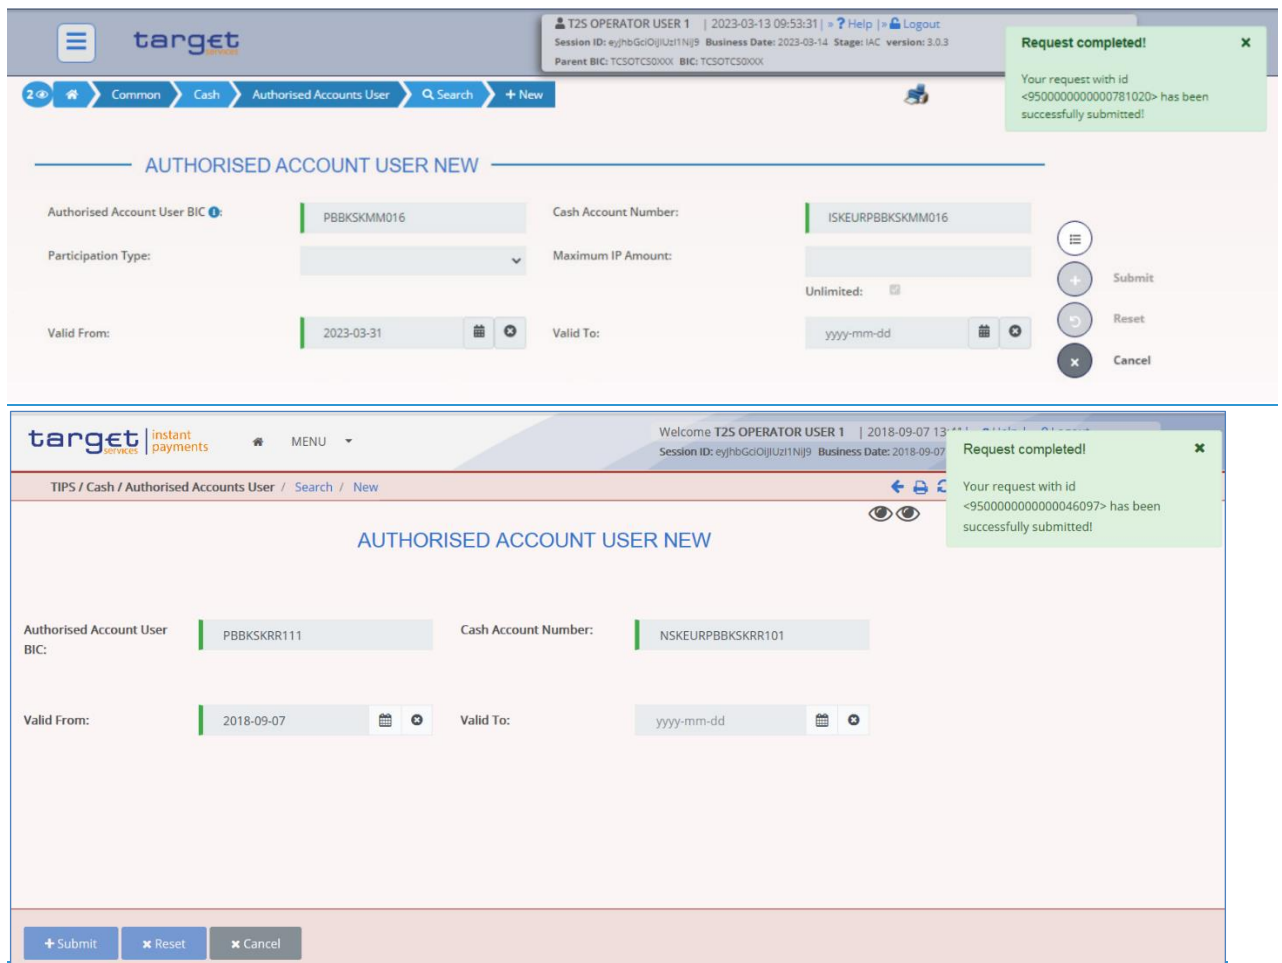 target
services
T2S OPERATOR USER 1 | 2023-03-13 09:53:31 | » ? Help | » Logout
Session ID: eyJhbGciOiJIUzI1NiJ9 Business Date: 2023-03-14 Stage: IAC version: 3.0.3
Parent BIC: TCSOTCS0XXX BIC: TCSOTCS0XXX
Request completed! x
Your request with id
<9500000000000781020> has been
successfully submitted!
2 Common Cash Authorised Accounts User Search + New
AUTHORISED ACCOUNT USER NEW
Authorised Account User BIC i: PBBKSKMM016 Cash Account Number: ISKEURPBBKSKMM016
Participation Type: Maximum IP Amount:
Unlimited:
Submit
Valid From: 2023-03-31 Valid To: yyyy-mm-dd
Reset
Cancel
target services instant payments
MENU
Welcome T2S OPERATOR USER 1 | 2018-09-07
Session ID: eyJhbGciOiJIUzI1NiJ9 Business Date: 2018-09-07
Request completed! x
Your request with id
<9500000000000046097> has been
successfully submitted!
TIPS / Cash / Authorised Accounts User / Search / New
AUTHORISED ACCOUNT USER NEW
Authorised Account User
BIC: PBBKSKRR111 Cash Account Number: NSKEURPBBKSKRR101
Valid From: 2018-09-07 Valid To: yyyy-mm-dd
+ Submit x Reset x Cancel